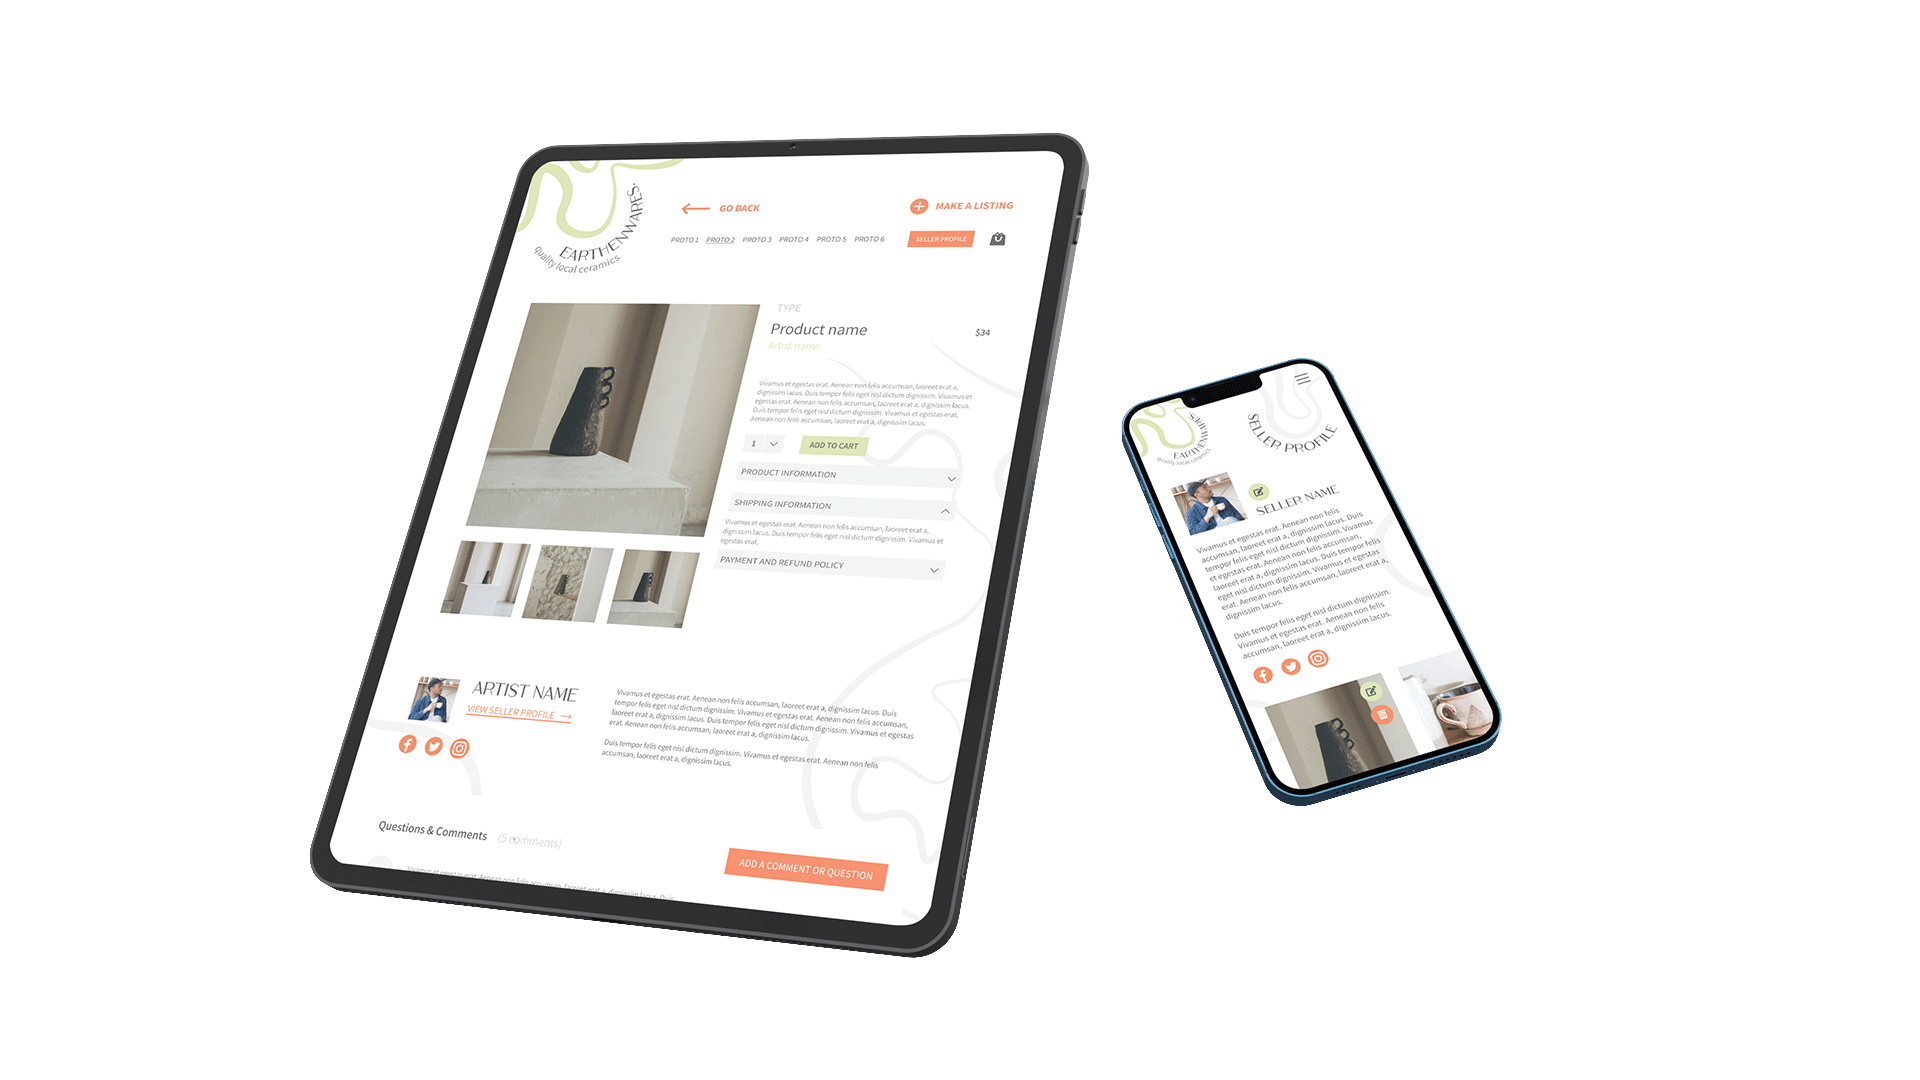 EARTHENWARES.
quality local ceramics
GO BACK
MAKE A LISTING
PROTO 1 PROTO 2 PROTO 3 PROTO 4 PROTO 5 PROTO 6
SELLER PROFILE
TYPE
Product name
$34
Artist name
Vivamus et egestas erat. Aenean non felis accumsan, laoreet erat a,
dignissim lacus. Duis tempor felis eget nisl dictum dignissim. Vivamus et
egestas erat. Aenean non felis accumsan, laoreet erat a, dignissim lacus.
Duis tempor felis eget nisl dictum dignissim. Vivamus et egestas erat.
Aenean non felis accumsan, laoreet erat a, dignissim lacus.
1
ADD TO CART
PRODUCT INFORMATION
SHIPPING INFORMATION
Vivamus et egestas erat. Aenean non felis accumsan, laoreet erat a,
dignissim lacus. Duis tempor felis eget nisl dictum dignissim. Vivamus et
egestas erat.
PAYMENT AND REFUND POLICY
ARTIST NAME
VIEW SELLER PROFILE
Vivamus et egestas erat. Aenean non felis accumsan, laoreet erat a, dignissim lacus. Duis
tempor felis eget nisl dictum dignissim. Vivamus et egestas erat. Aenean non felis accumsan,
laoreet erat a, dignissim lacus. Duis tempor felis eget nisl dictum dignissim. Vivamus et egestas
erat. Aenean non felis accumsan, laoreet erat a, dignissim lacus.
Duis tempor felis eget nisl dictum dignissim. Vivamus et egestas erat. Aenean non felis
accumsan, laoreet erat a, dignissim lacus.
Questions & Comments
(5 comments)
Vivamus et egestas erat. Aenean non felis accumsan, laoreet erat a, dignissim lacus. Duis
ADD A COMMENT OR QUESTION
EARTHENWARES
quality local ceramics
SELLER PROFILE
SELLER NAME
Vivamus et egestas erat. Aenean non felis
accumsan, laoreet erat a, dignissim lacus. Duis
tempor felis eget nisl dictum dignissim. Vivamus
et egestas erat. Aenean non felis accumsan,
laoreet erat a, dignissim lacus. Duis tempor felis
eget nisl dictum dignissim. Vivamus et egestas
erat. Aenean non felis accumsan, laoreet erat a,
dignissim lacus.
Duis tempor felis eget nisl dictum dignissim.
Vivamus et egestas erat. Aenean non felis
accumsan, laoreet erat a, dignissim lacus.